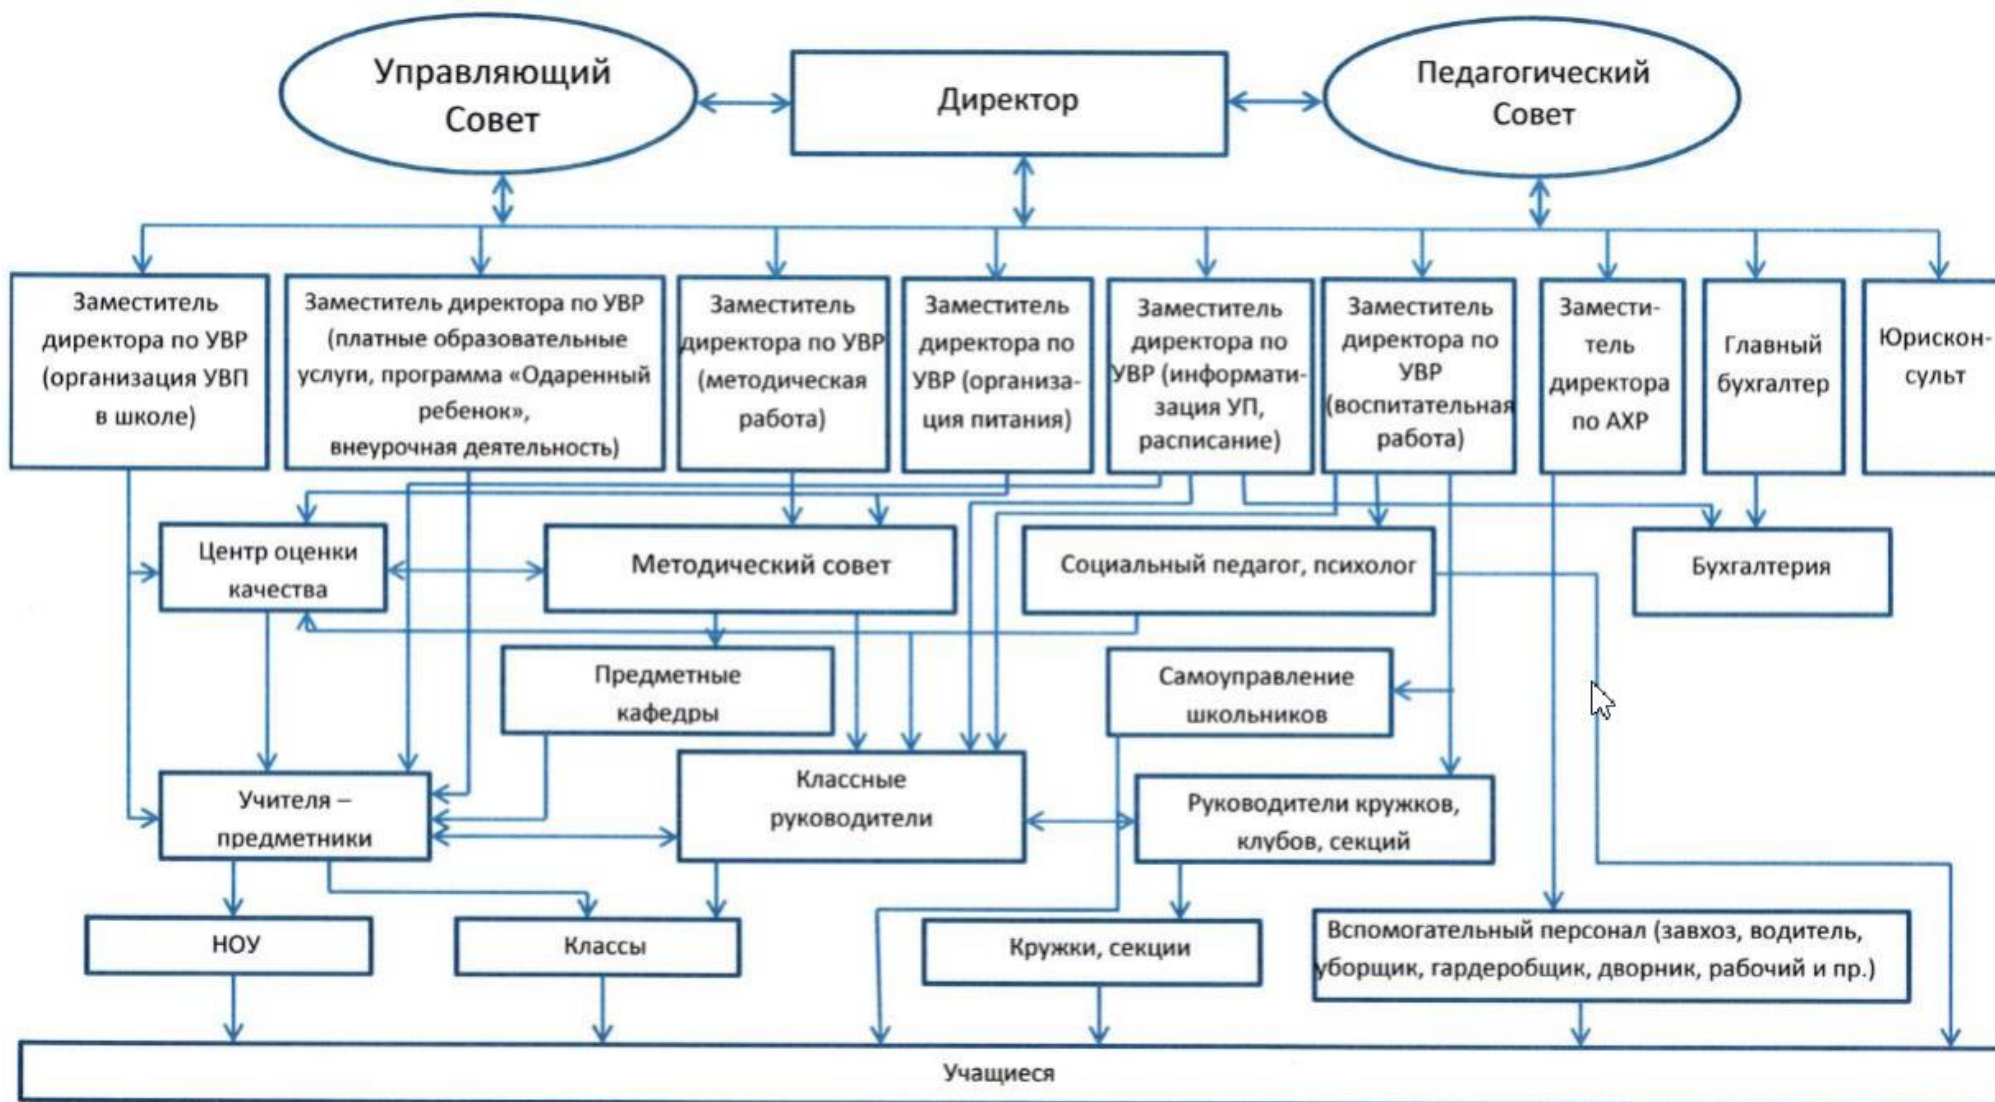 Управляющий
Совет
Директор
Педагогический
Совет
Заместитель
директора по УВР
(организация УВП
в школе)
Заместитель директора по УВР
(платные образовательные
услуги, программа «Одаренный
ребенок»,
внеурочная деятельность)
Заместитель
директора по УВР
(методическая
работа)
Заместитель
директора по
УВР (организа-
ция питания)
Заместитель
директора по
УВР (информати-
зация УП,
расписание)
Заместитель
директора по
УВР
(воспитательная
работа)
Замести-
тель
директора
по АХР
Главный
бухгалтер
Юрискон-
сульт
Центр оценки
качества
Методический совет
Социальный педагог, психолог
Бухгалтерия
Предметные
кафедры
Самоуправление
школьников
Учителя –
предметники
Классные
руководители
Руководители кружков,
клубов, секций
НОУ
Классы
Кружки, секции
Вспомогательный персонал (завхоз, водитель,
уборщик, гардеробщик, дворник, рабочий и пр.)
Учащиеся